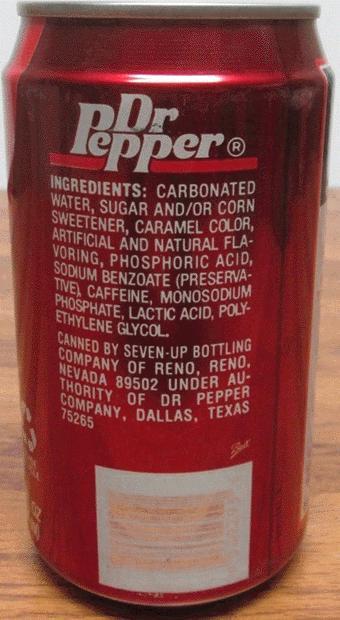 Dr
Pepper®
INGREDIENTS: CARBONATED
WATER, SUGAR AND/OR CORN
SWEETENER, CARAMEL COLOR,
ARTIFICIAL AND NATURAL FLA-
VORING, PHOSPHORIC ACID,
SODIUM BENZOATE (PRESERVA-
TIVE), CAFFEINE, MONOSODIUM
PHOSPHATE, LACTIC ACID, POLY-
ETHYLENE GLYCOL.
CANNED BY SEVEN-UP BOTTLING
COMPANY OF RENO, RENO,
NEVADA 89502 UNDER AU-
THORITY OF DR PEPPER
COMPANY, DALLAS, TEXAS
75265